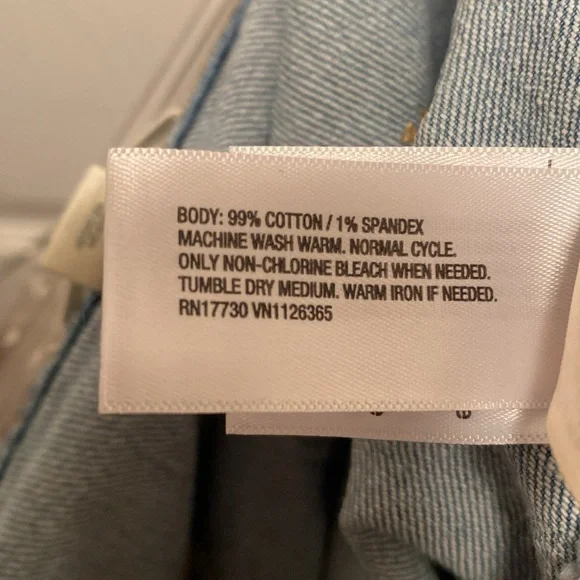 BODY: 99% COTTON / 1% SPANDEX
MACHINE WASH WARM. NORMAL CYCLE.
ONLY NON-CHLORINE BLEACH WHEN NEEDED.
TUMBLE DRY MEDIUM. WARM IRON IF NEEDED.
RN17730 VN1126365